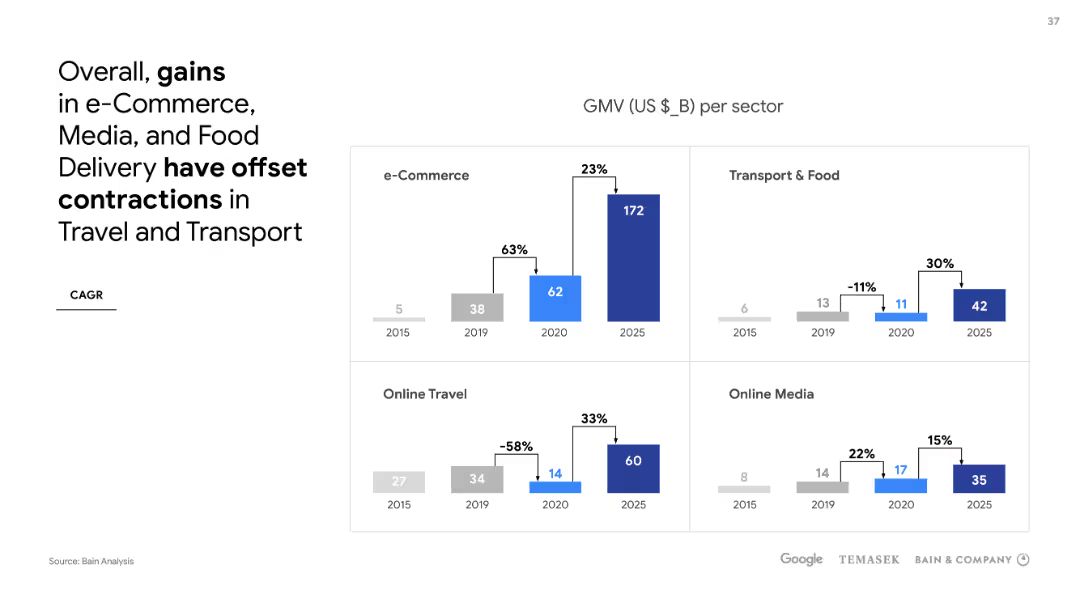 37
Overall, gains
in e-Commerce,
Media, and Food
Delivery have offset
contractions in
Travel and Transport
CAGR
GMV (US $_B) per sector
e-Commerce
23%
172
63%
62
38
5
2015 2019 2020 2025
Transport & Food
30%
-11%
42
11
13
6
2015 2019 2020 2025
Online Travel
33%
-58%
60
14
34
27
2015 2019 2020 2025
Online Media
15%
22%
35
17
14
8
2015 2019 2020 2025
Source: Bain Analysis
Google TEMASEK BAIN & COMPANY